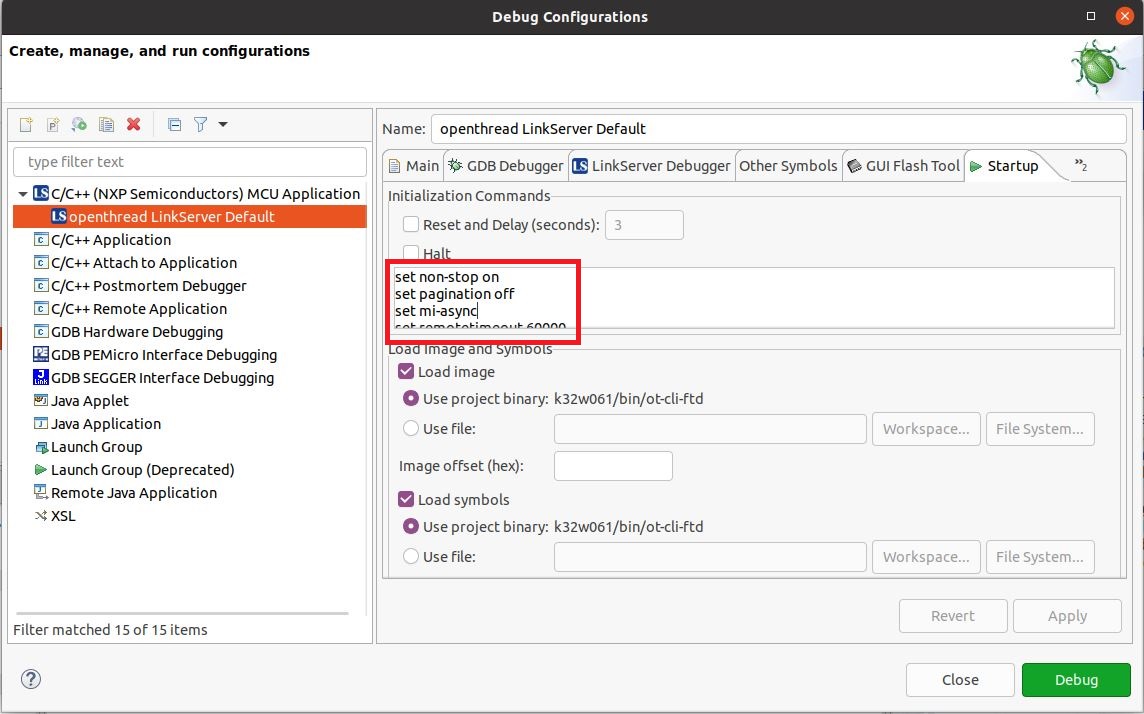 Debug Configurations
Create, manage, and run configurations
type filter text
C/C++ (NXP Semiconductors) MCU Application
openthread LinkServer Default
C/C++ Application
C/C++ Attach to Application
C/C++ Postmortem Debugger
C/C++ Remote Application
GDB Hardware Debugging
GDB PEMicro Interface Debugging
GDB SEGGER Interface Debugging
Java Applet
Java Application
Launch Group
Launch Group (Deprecated)
Remote Java Application
XSL
Filter matched 15 of 15 items
Name: openthread LinkServer Default
Main GDB Debugger LS LinkServer Debugger Other Symbols GUI Flash Tool Startup »2
Initialization Commands
Reset and Delay (seconds): 3
Halt
set non-stop on
set pagination off
set mi-async
set remotetimeout 60000
Load Image and Symbols
Load image
Use project binary: k32w061/bin/ot-cli-ftd
Use file: Workspace... File System...
Image offset (hex):
Load symbols
Use project binary: k32w061/bin/ot-cli-ftd
Use file: Workspace... File System...
Revert Apply
? Close Debug